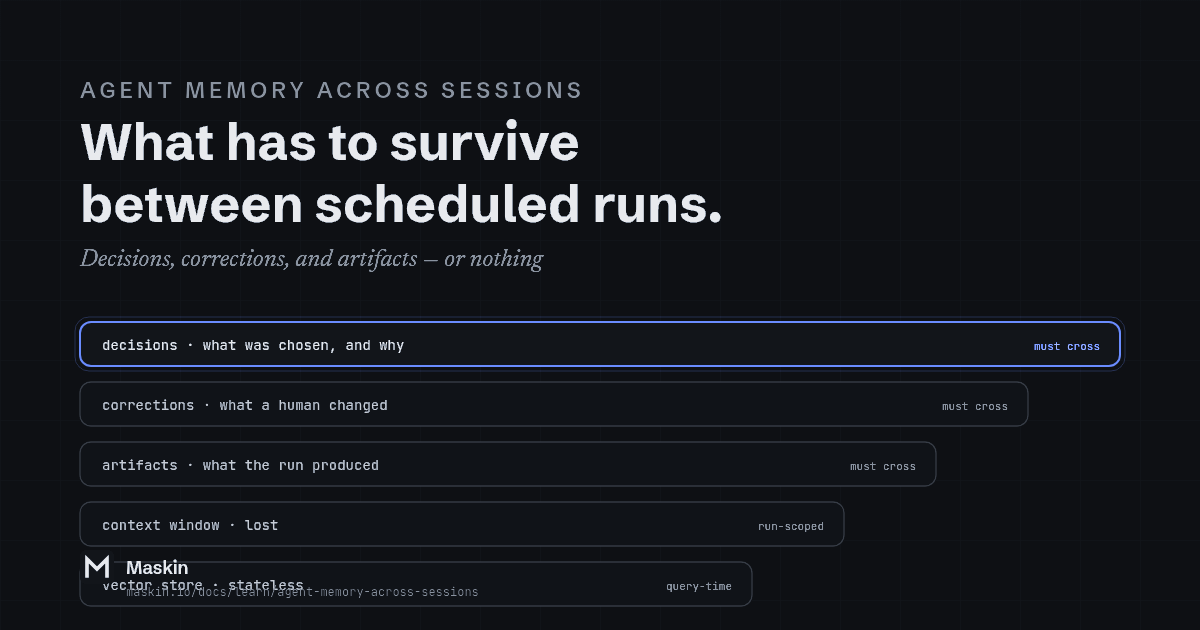 AGENT MEMORY ACROSS SESSIONS
What has to survive
between scheduled runs.
Decisions, corrections, and artifacts — or nothing
decisions · what was chosen, and why must cross
corrections · what a human changed must cross
artifacts · what the run produced must cross
context window · lost run-scoped
Maskin
vector store · stateless query-time
maskin.io/docs/learn/agent-memory-across-sessions